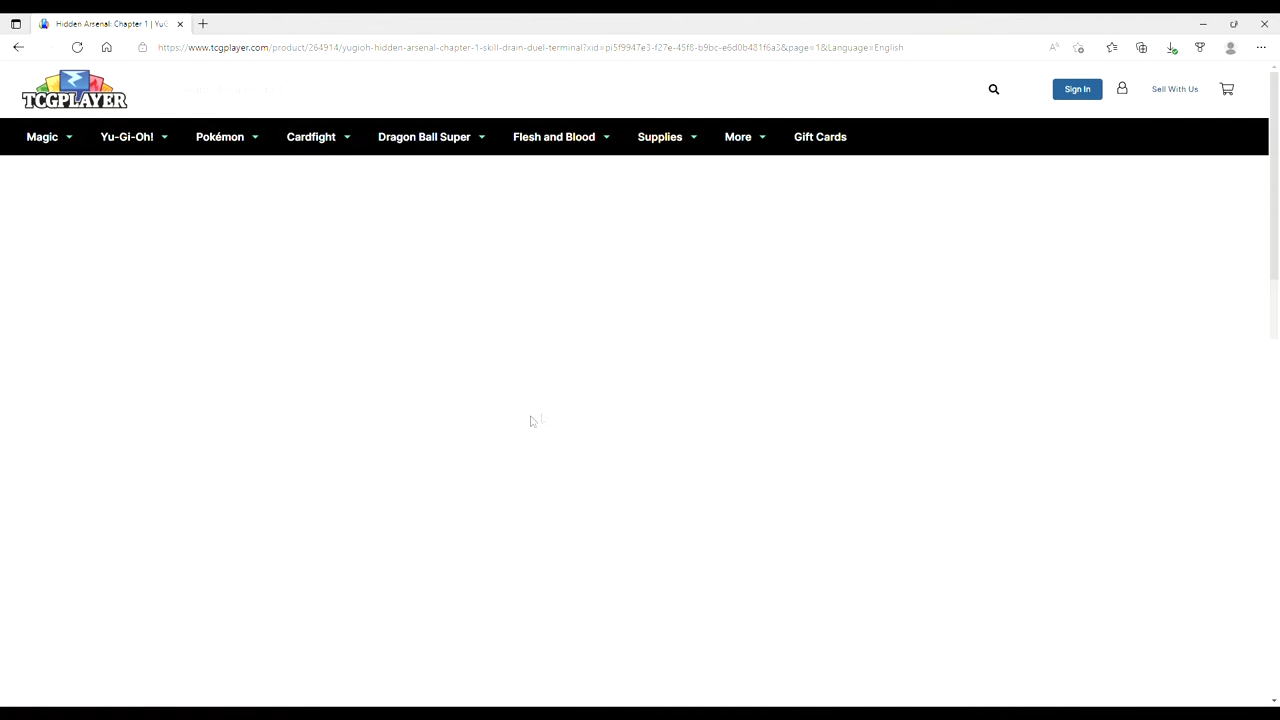 Hidden Arsenal: Chapter 1 | YuG
https://www.tcgplayer.com/product/264914/yugioh-hidden-arsenal-chapter-1-skill-drain-duel-terminal?xid=pi5f9947e3-f27e-45f8-b9bc-e6d0b481f6a3&page=1&Language=English
TCGPLAYER
Sign In
Sell With Us
Magic Yu-Gi-Oh! Pokémon Cardfight Dragon Ball Super Flesh and Blood Supplies More Gift Cards